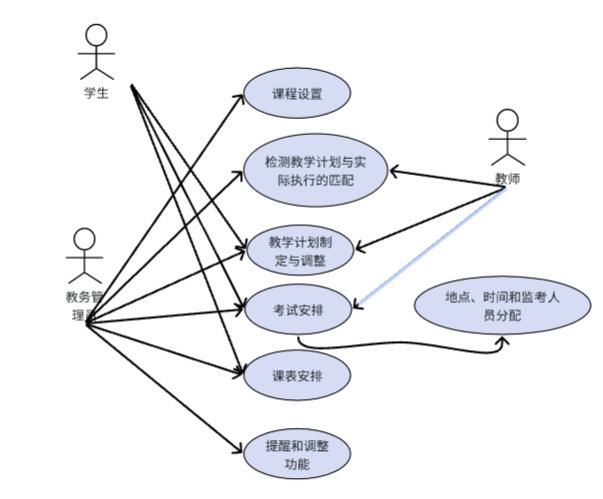 学生
课程设置
检测教学计划与实
际执行的匹配
教师
教学计划制
定与调整
教务管
理员
考试安排
地点、时间和监考人
员分配
课表安排
提醒和调整
功能